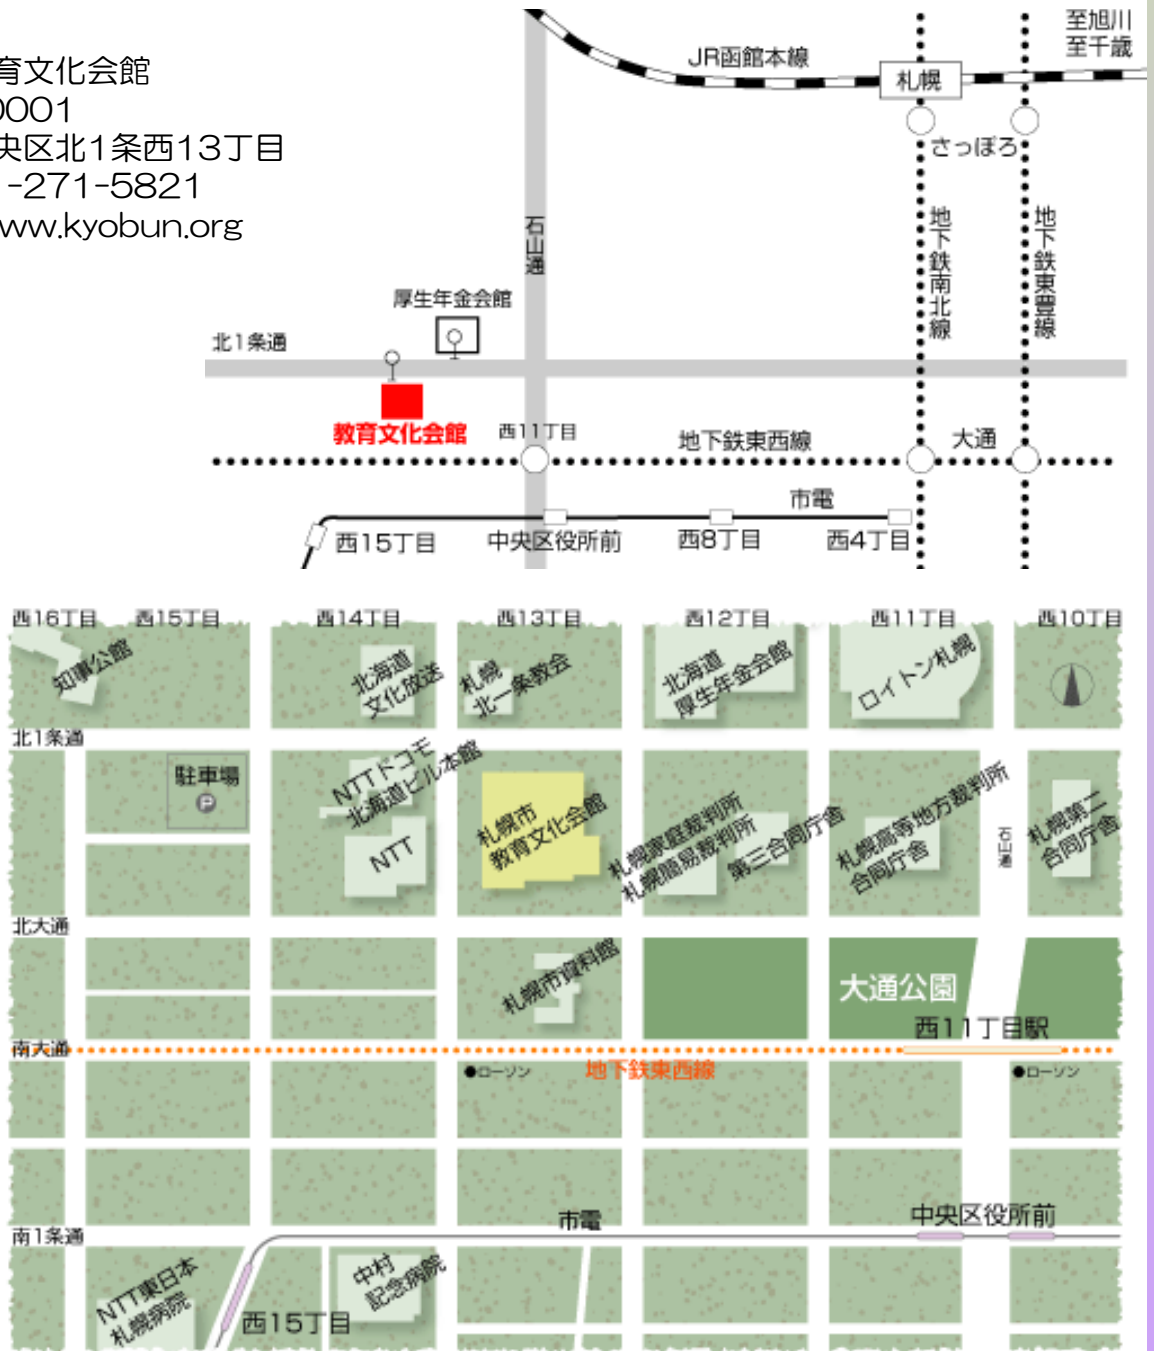 育文化会館
0001
央区北1条西13丁目
1-271-5821
ww.kyobun.org
至旭川
至千歳
JR函館本線
札幌
さっぽろ
石山通
地下鉄南北線
地下鉄東豊線
厚生年金会館
北1条通
教育文化会館
西11丁目
地下鉄東西線
大通
市電
西15丁目
中央区役所前
西8丁目
西4丁目
西16丁目
西15丁目
西14丁目
西13丁目
西12丁目
西11丁目
西10丁目
知事公館
北海道
文化放送
札幌
北一条教会
北海道
厚生年金会館
ロイトン札幌
北1条通
駐車場
P
NTTドコモ
北海道ビル本館
NTT
札幌市
教育文化会館
札幌家庭裁判所
札幌簡易裁判所
第三合同庁舎
札幌高等地方裁判所
合同庁舎
石山通
札幌第二
合同庁舎
北大通
札幌市資料館
大通公園
西11丁目駅
南大通
地下鉄東西線
●ローソン
●ローソン
市電
中央区役所前
南1条通
NTT東日本
札幌病院
西15丁目
中村
記念病院